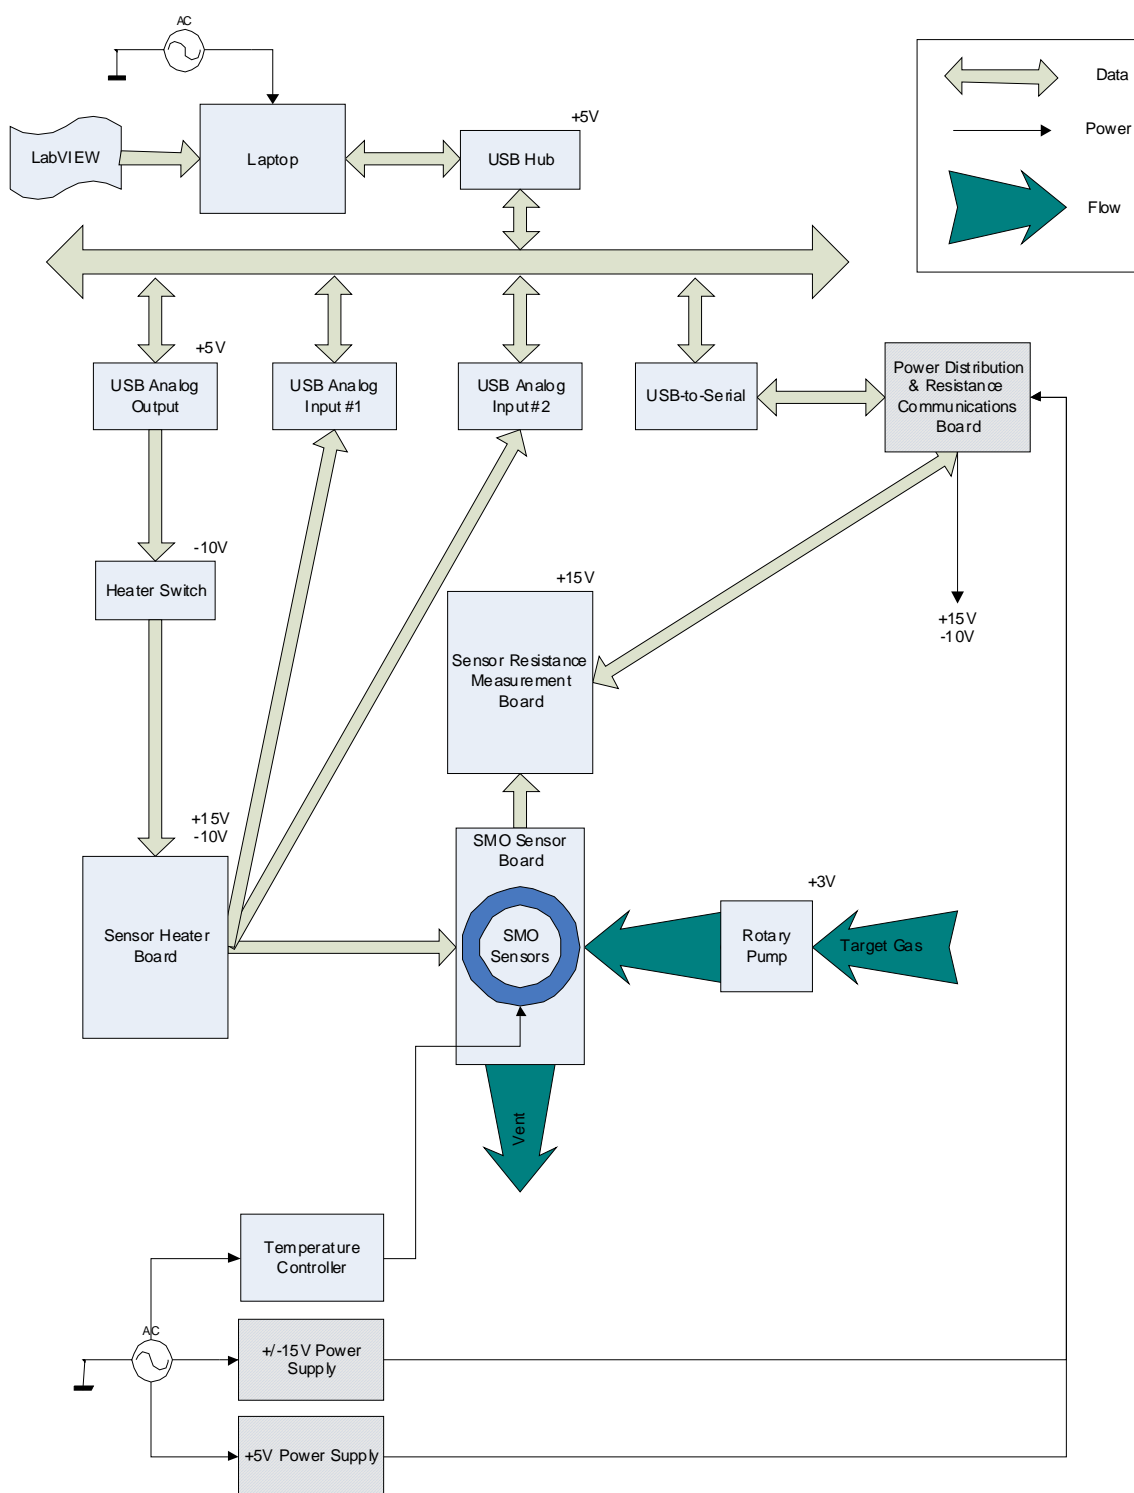 AC
Data
+5V
Power
LabVIEW
Laptop
USB Hub
Flow
+5V
USB Analog
Output
USB Analog
Input #1
USB Analog
Input #2
USB-to-Serial
Power Distribution
& Resistance
Communications
Board
-10V
Heater Switch
+15V
+15V
-10V
Sensor Resistance
Measurement
Board
+15V
-10V
SMO Sensor
Board
+3V
Sensor Heater
Board
SMO
Sensors
Rotary
Pump
Target Gas
Vent
Temperature
Controller
AC
+/-15V Power
Supply
+5V Power Supply